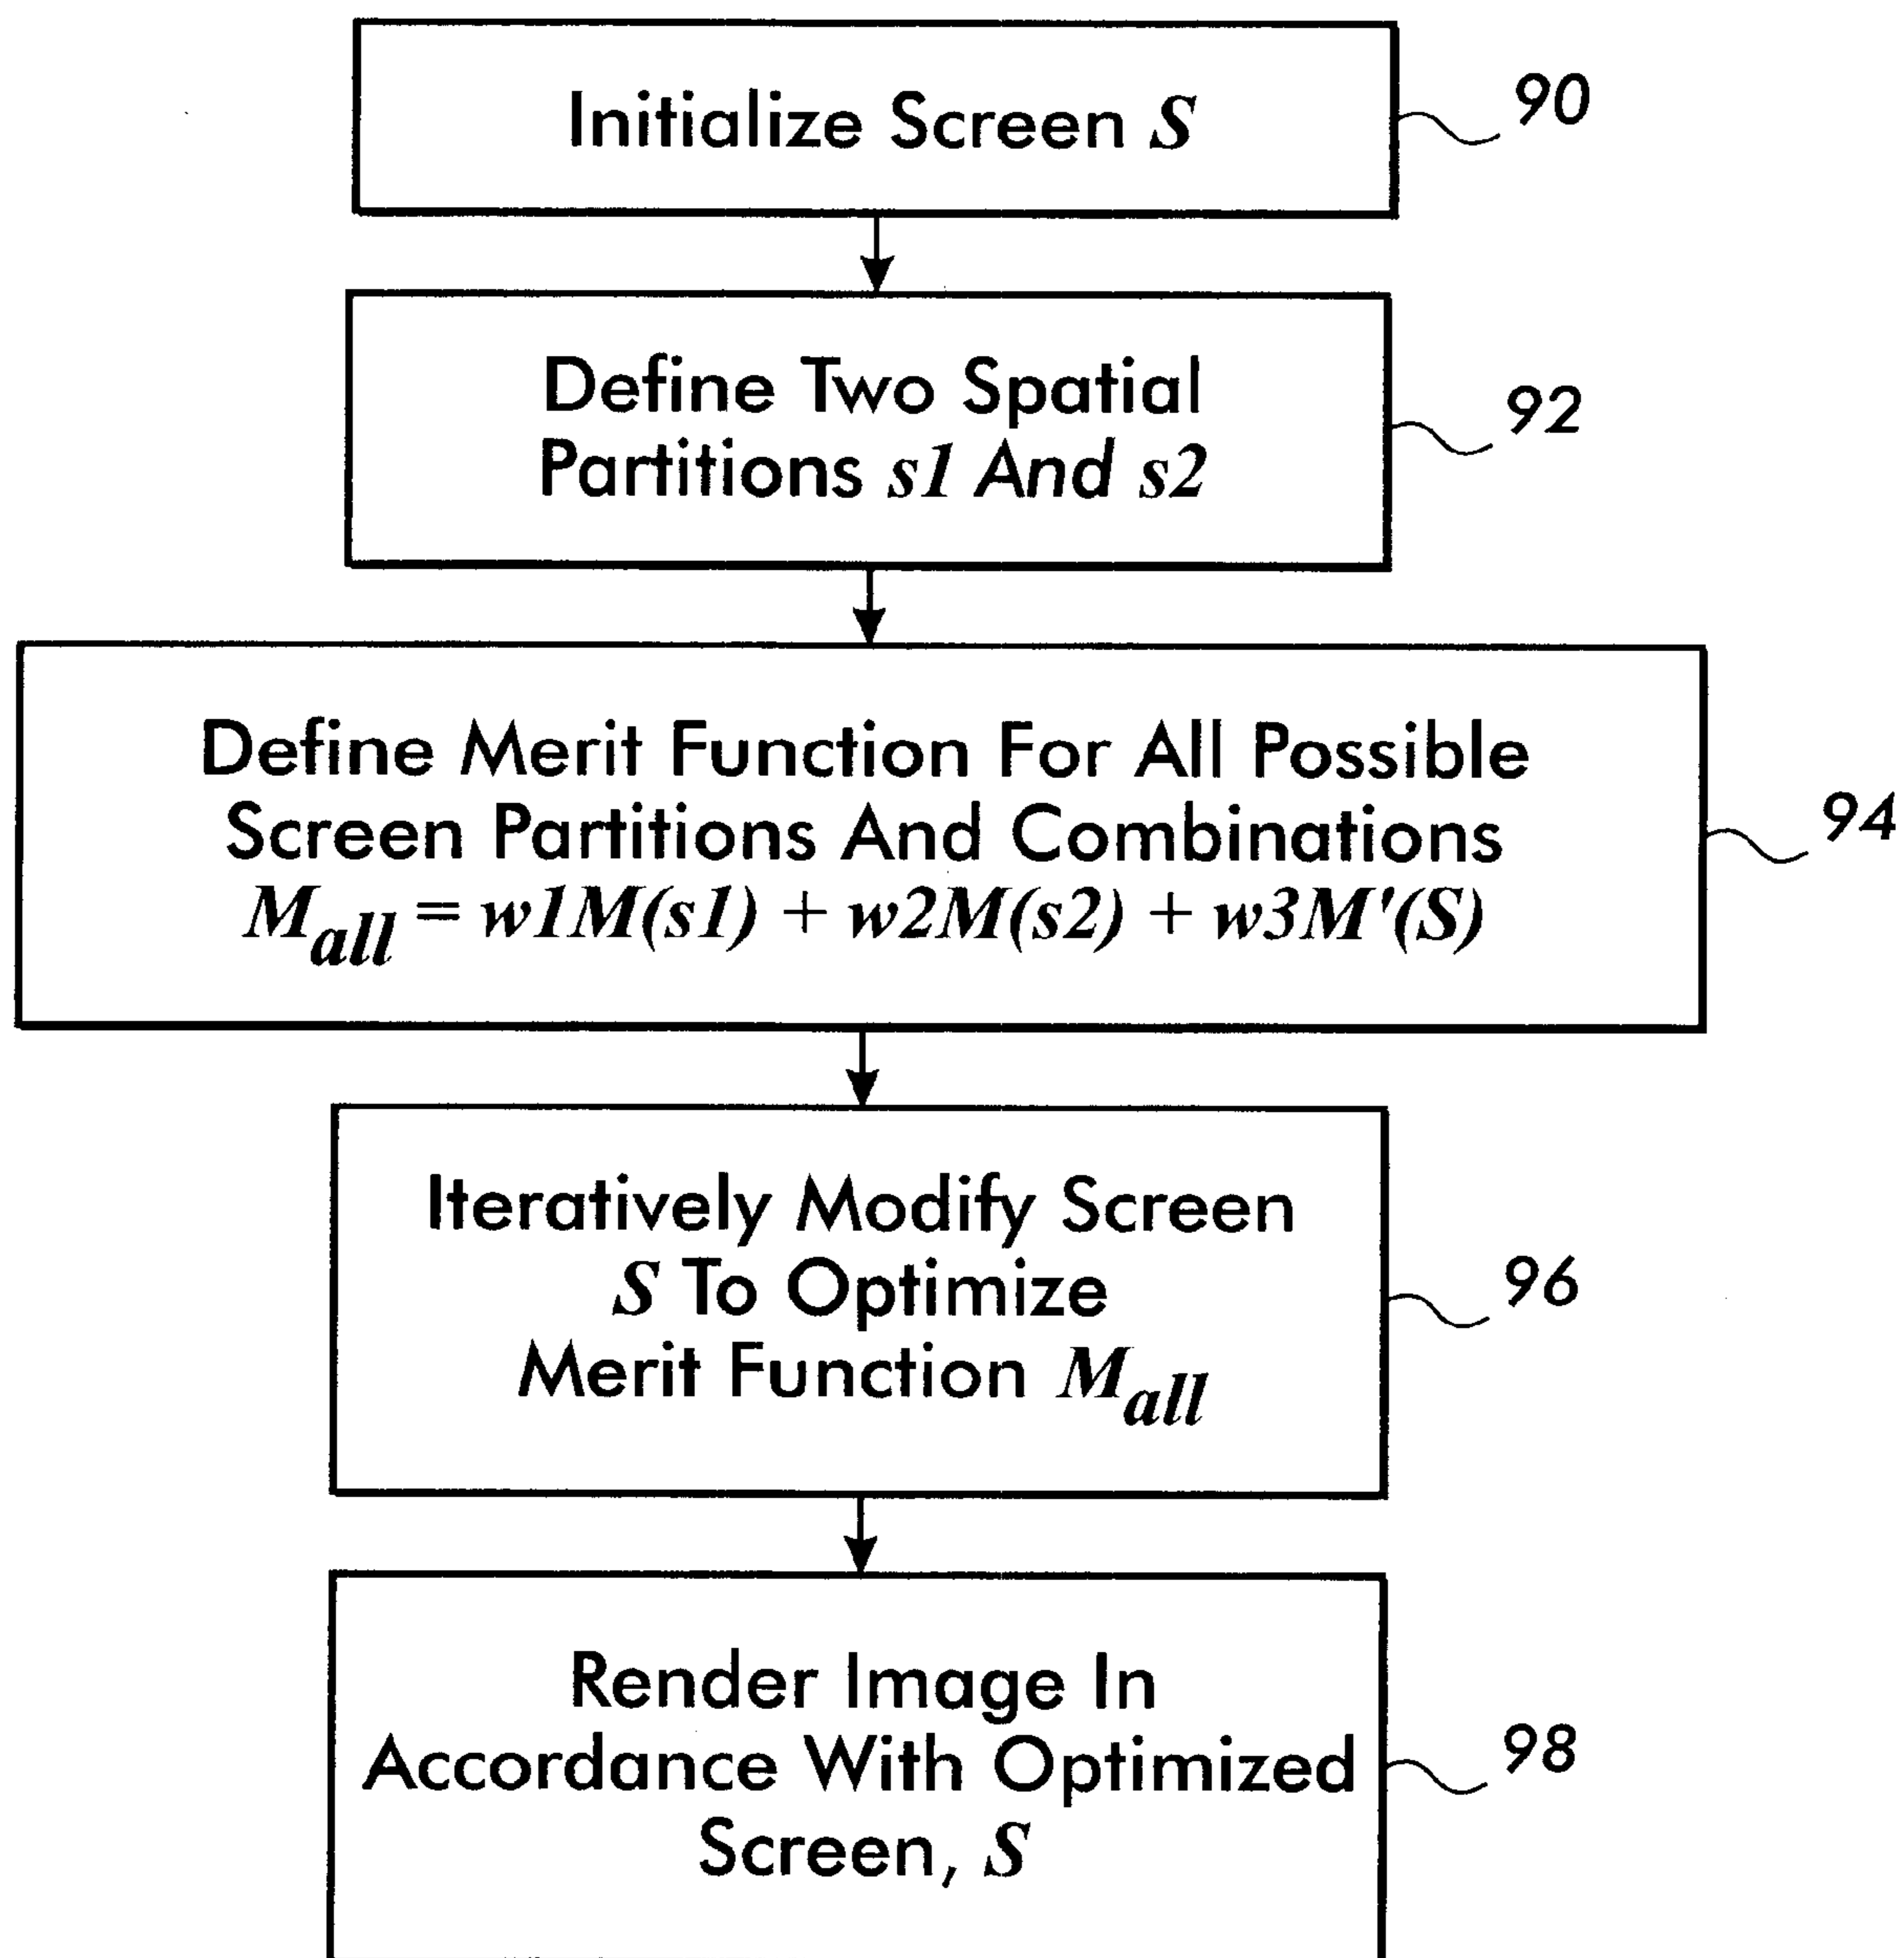 Initialize Screen S
90
Define Two Spatial
Partitions s1 And s2
92
Define Merit Function For All Possible
Screen Partitions And Combinations
M_all = w1M(s1) + w2M(s2) + w3M'(S)
94
Iteratively Modify Screen
S To Optimize
Merit Function M_all
96
Render Image In
Accordance With Optimized
Screen, S
98